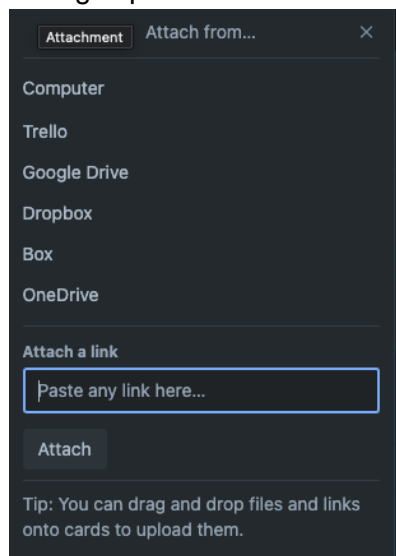 Attachment Attach from... ×
Computer
Trello
Google Drive
Dropbox
Box
OneDrive
Attach a link
Paste any link here...
Attach
Tip: You can drag and drop files and links
onto cards to upload them.